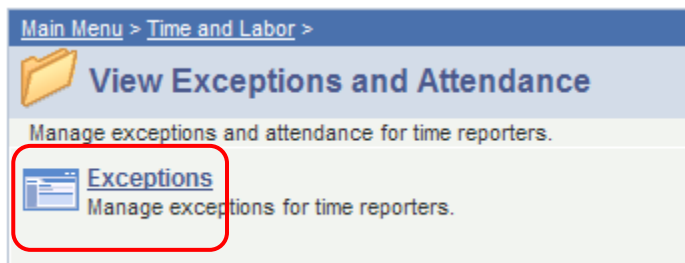 Main Menu > Time and Labor >
View Exceptions and Attendance
Manage exceptions and attendance for time reporters.
Exceptions
Manage exceptions for time reporters.